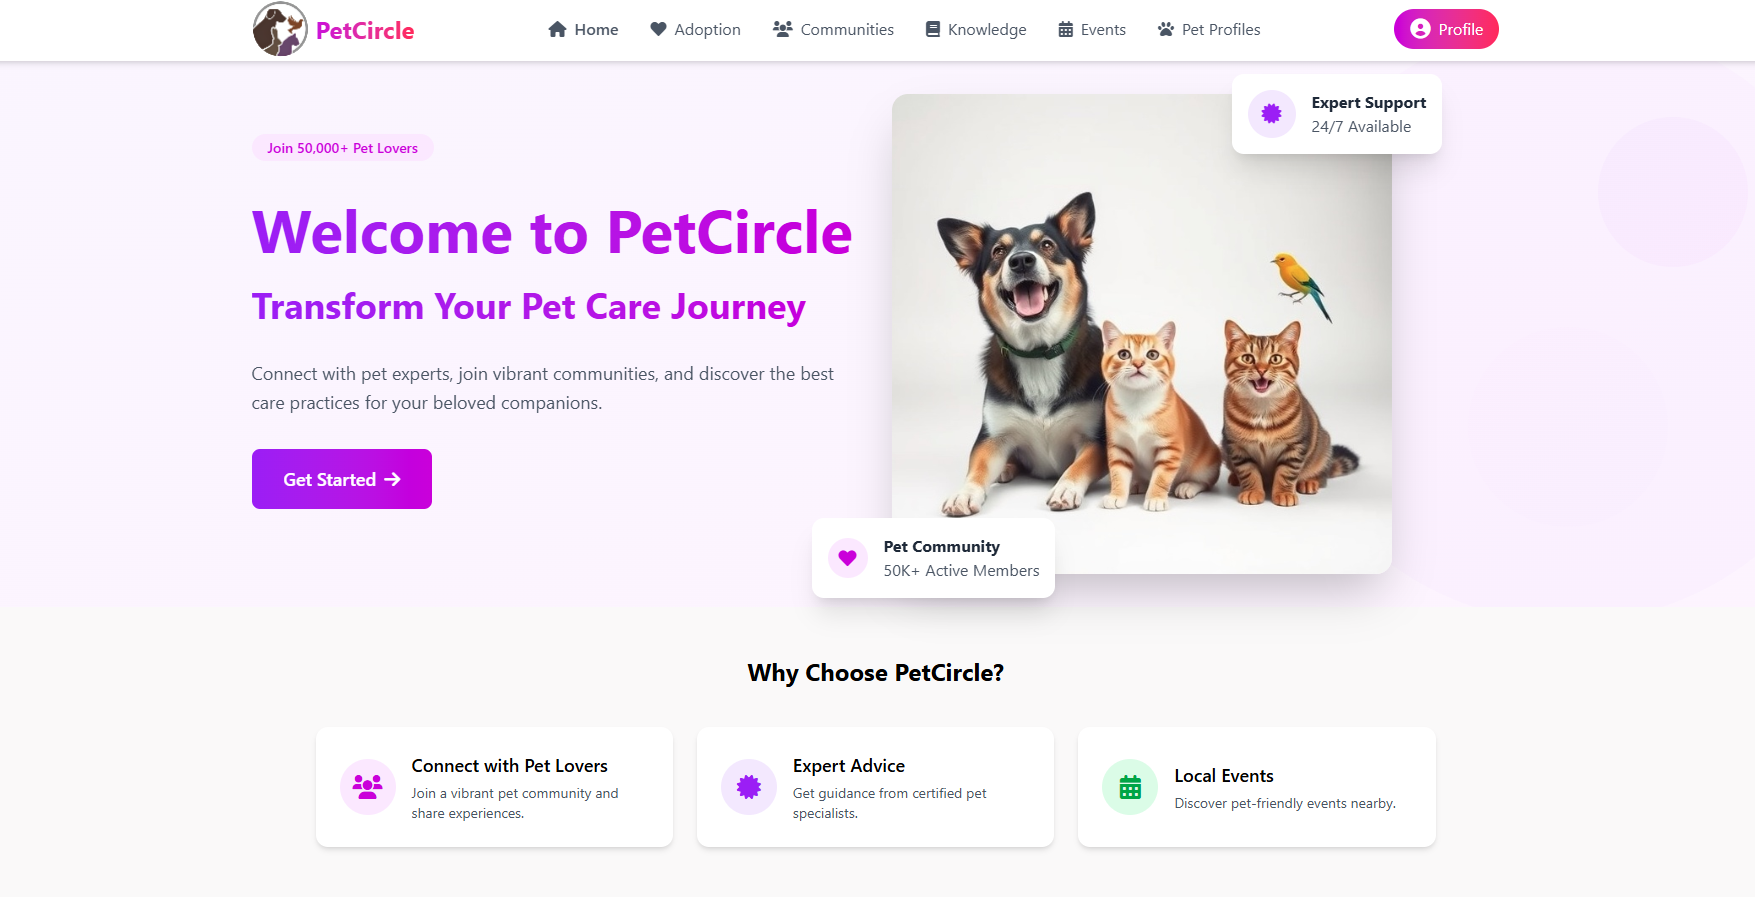 PetCircle
Home
Adoption
Communities
Knowledge
Events
Pet Profiles
Profile
Join 50,000+ Pet Lovers
Welcome to PetCircle
Transform Your Pet Care Journey
Connect with pet experts, join vibrant communities, and discover the best
care practices for your beloved companions.
Get Started
Expert Support
24/7 Available
Pet Community
50K+ Active Members
Why Choose PetCircle?
Connect with Pet Lovers
Join a vibrant pet community and
share experiences.
Expert Advice
Get guidance from certified pet
specialists.
Local Events
Discover pet-friendly events nearby.